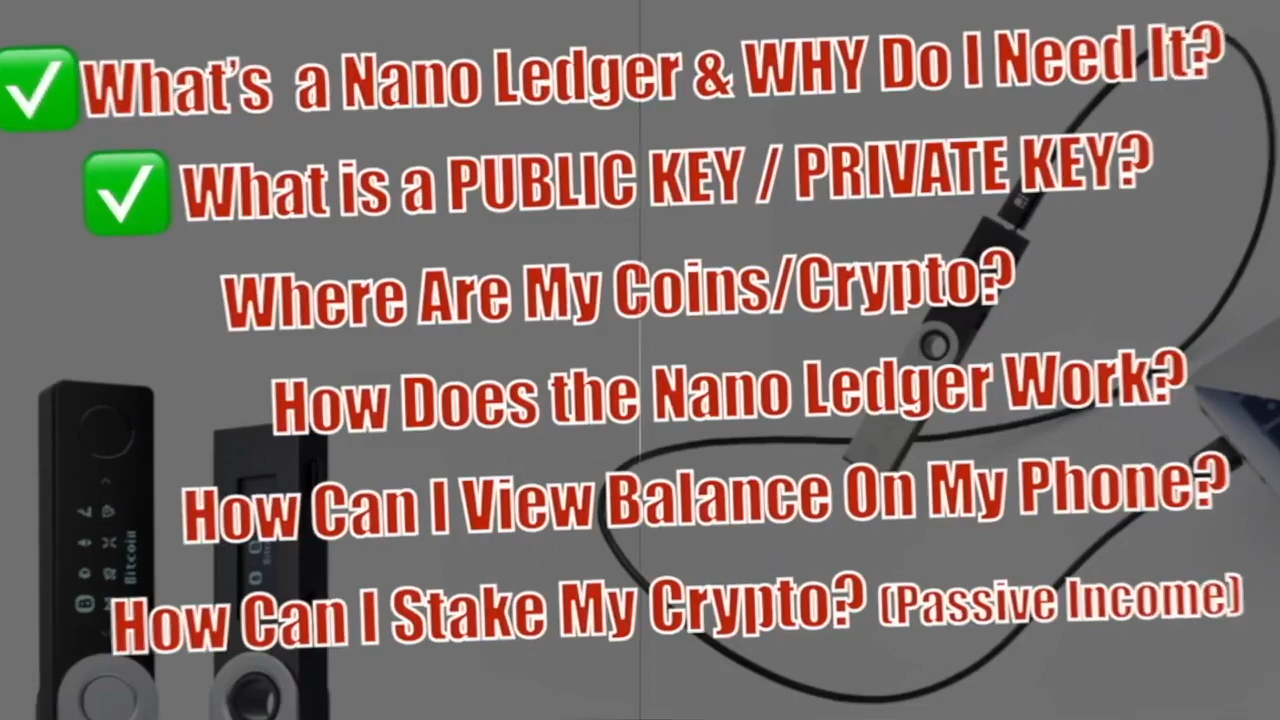 ✅ What's a Nano Ledger & WHY Do I Need It?
✅ What is a PUBLIC KEY / PRIVATE KEY?
Where Are My Coins/Crypto?
How Does the Nano Ledger Work?
How Can I View Balance On My Phone?
How Can I Stake My Crypto? (Passive Income)
Bitcoin